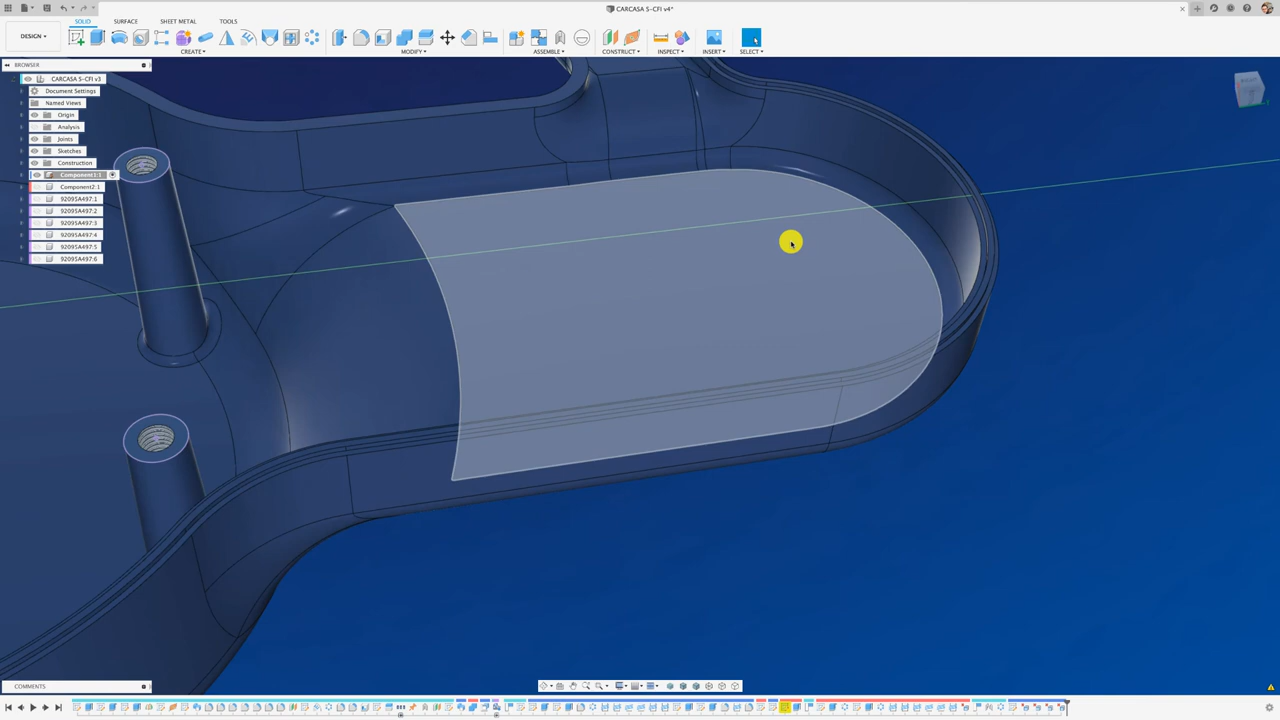 CARCASA S-CFI v4*
DESIGN
SOLID
SURFACE
SHEET METAL
TOOLS
CREATE
MODIFY
ASSEMBLE
CONSTRUCT
INSPECT
INSERT
SELECT
BROWSER
CARCASA S-CFI v3
Document Settings
Named Views
Origin
Analysis
Joints
Sketches
Construction
Component1:1
Component2:1
92095A497:1
92095A497:2
92095A497:3
92095A497:4
92095A497:5
92095A497:6
COMMENTS